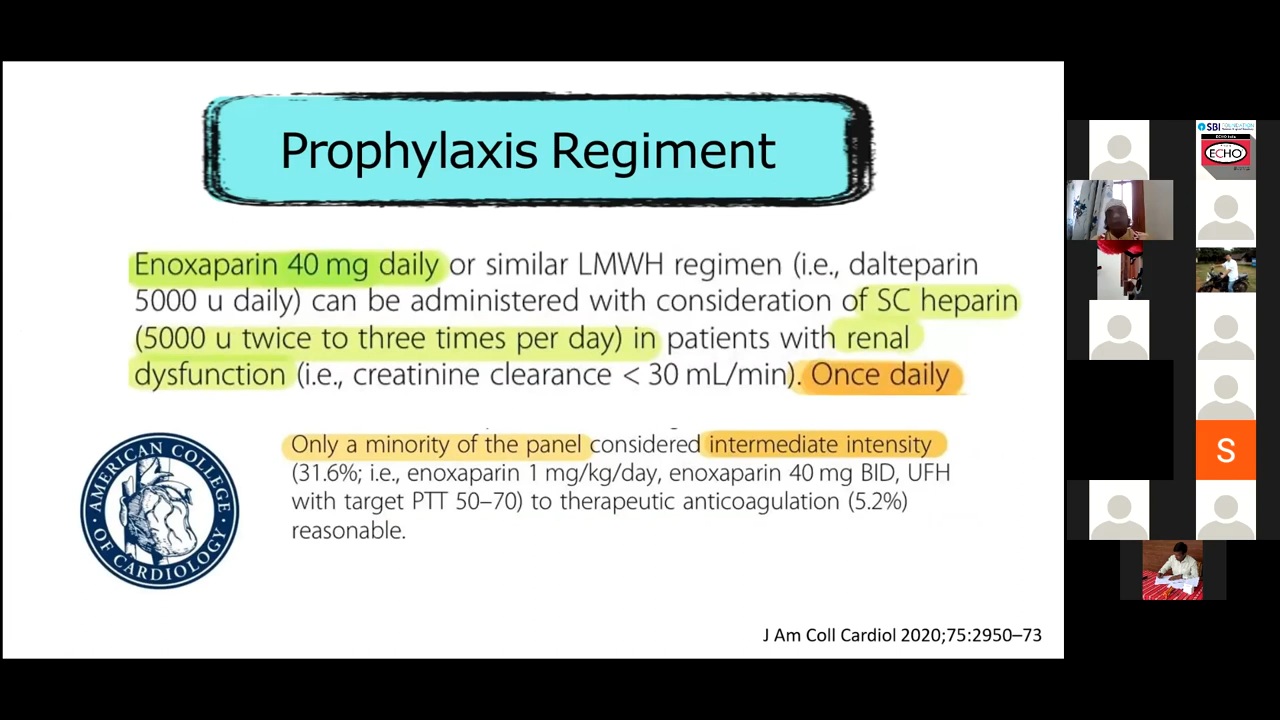 Prophylaxis Regiment
Enoxaparin 40 mg daily or similar LMWH regimen (i.e., dalteparin
5000 u daily) can be administered with consideration of SC heparin
(5000 u twice to three times per day) in patients with renal
dysfunction (i.e., creatinine clearance < 30 mL/min). Once daily
Only a minority of the panel considered intermediate intensity
(31.6%; i.e., enoxaparin 1 mg/kg/day, enoxaparin 40 mg BID, UFH
with target PTT 50–70) to therapeutic anticoagulation (5.2%)
reasonable.
AMERICAN COLLEGE
OF CARDIOLOGY
J Am Coll Cardiol 2020;75:2950–73
SBI FOUNDATION
ECHO India
ECHO
S